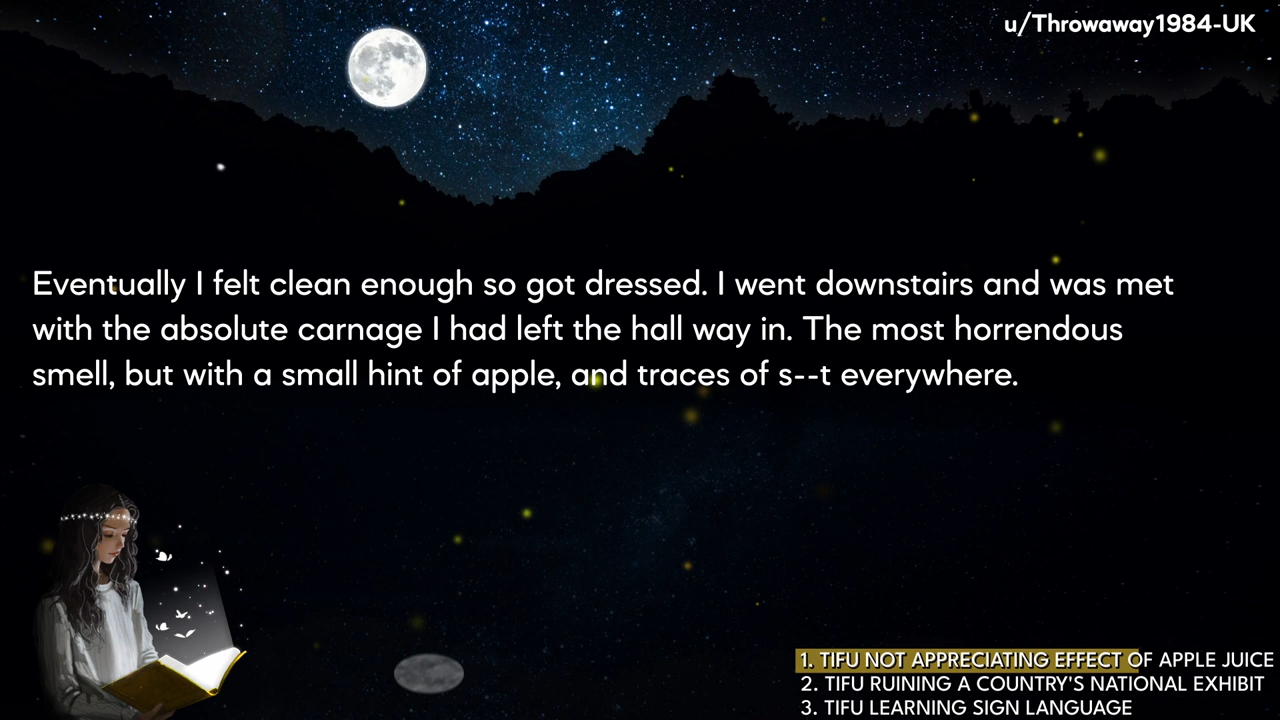 u/Throwaway1984-UK
Eventually I felt clean enough so got dressed. I went downstairs and was met
with the absolute carnage I had left the hall way in. The most horrendous
smell, but with a small hint of apple, and traces of s--t everywhere.
1. TIFU NOT APPRECIATING EFFECT OF APPLE JUICE
2. TIFU RUINING A COUNTRY'S NATIONAL EXHIBIT
3. TIFU LEARNING SIGN LANGUAGE